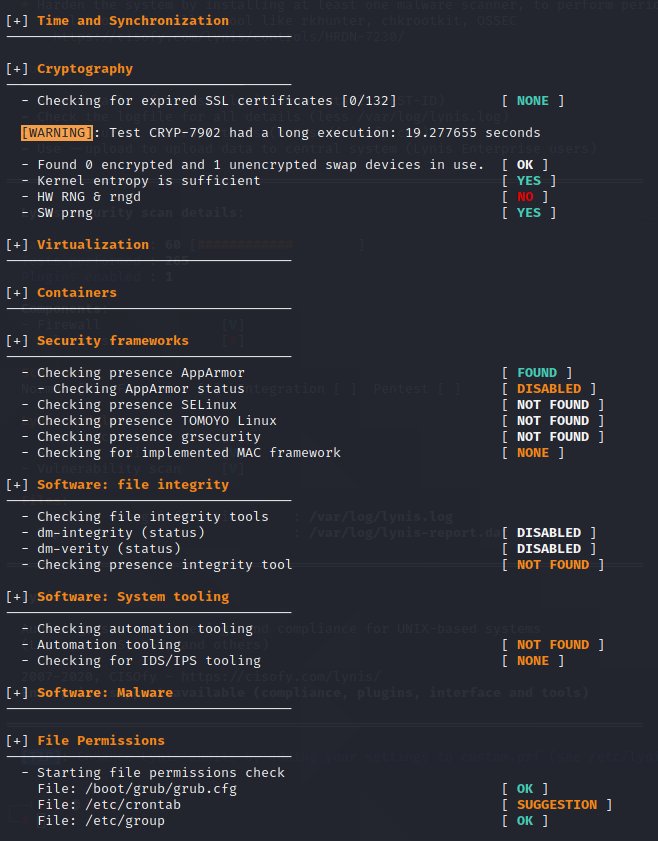 [+] Time and Synchronization
[+] Cryptography
- Checking for expired SSL certificates [0/132] [ NONE ]
[WARNING]: Test CRYP-7902 had a long execution: 19.277655 seconds
- Found 0 encrypted and 1 unencrypted swap devices in use. [ OK ]
- Kernel entropy is sufficient [ YES ]
- HW RNG & rngd [ NO ]
- SW prng [ YES ]
[+] Virtualization
[+] Containers
[+] Security frameworks
- Checking presence AppArmor [ FOUND ]
- Checking AppArmor status [ DISABLED ]
- Checking presence SELinux [ NOT FOUND ]
- Checking presence TOMOYO Linux [ NOT FOUND ]
- Checking presence grsecurity [ NOT FOUND ]
- Checking for implemented MAC framework [ NONE ]
[+] Software: file integrity
- Checking file integrity tools
- dm-integrity (status) [ DISABLED ]
- dm-verity (status) [ DISABLED ]
- Checking presence integrity tool [ NOT FOUND ]
[+] Software: System tooling
- Checking automation tooling
- Automation tooling [ NOT FOUND ]
- Checking for IDS/IPS tooling [ NONE ]
[+] Software: Malware
[+] File Permissions
- Starting file permissions check
File: /boot/grub/grub.cfg [ OK ]
File: /etc/crontab [ SUGGESTION ]
File: /etc/group [ OK ]